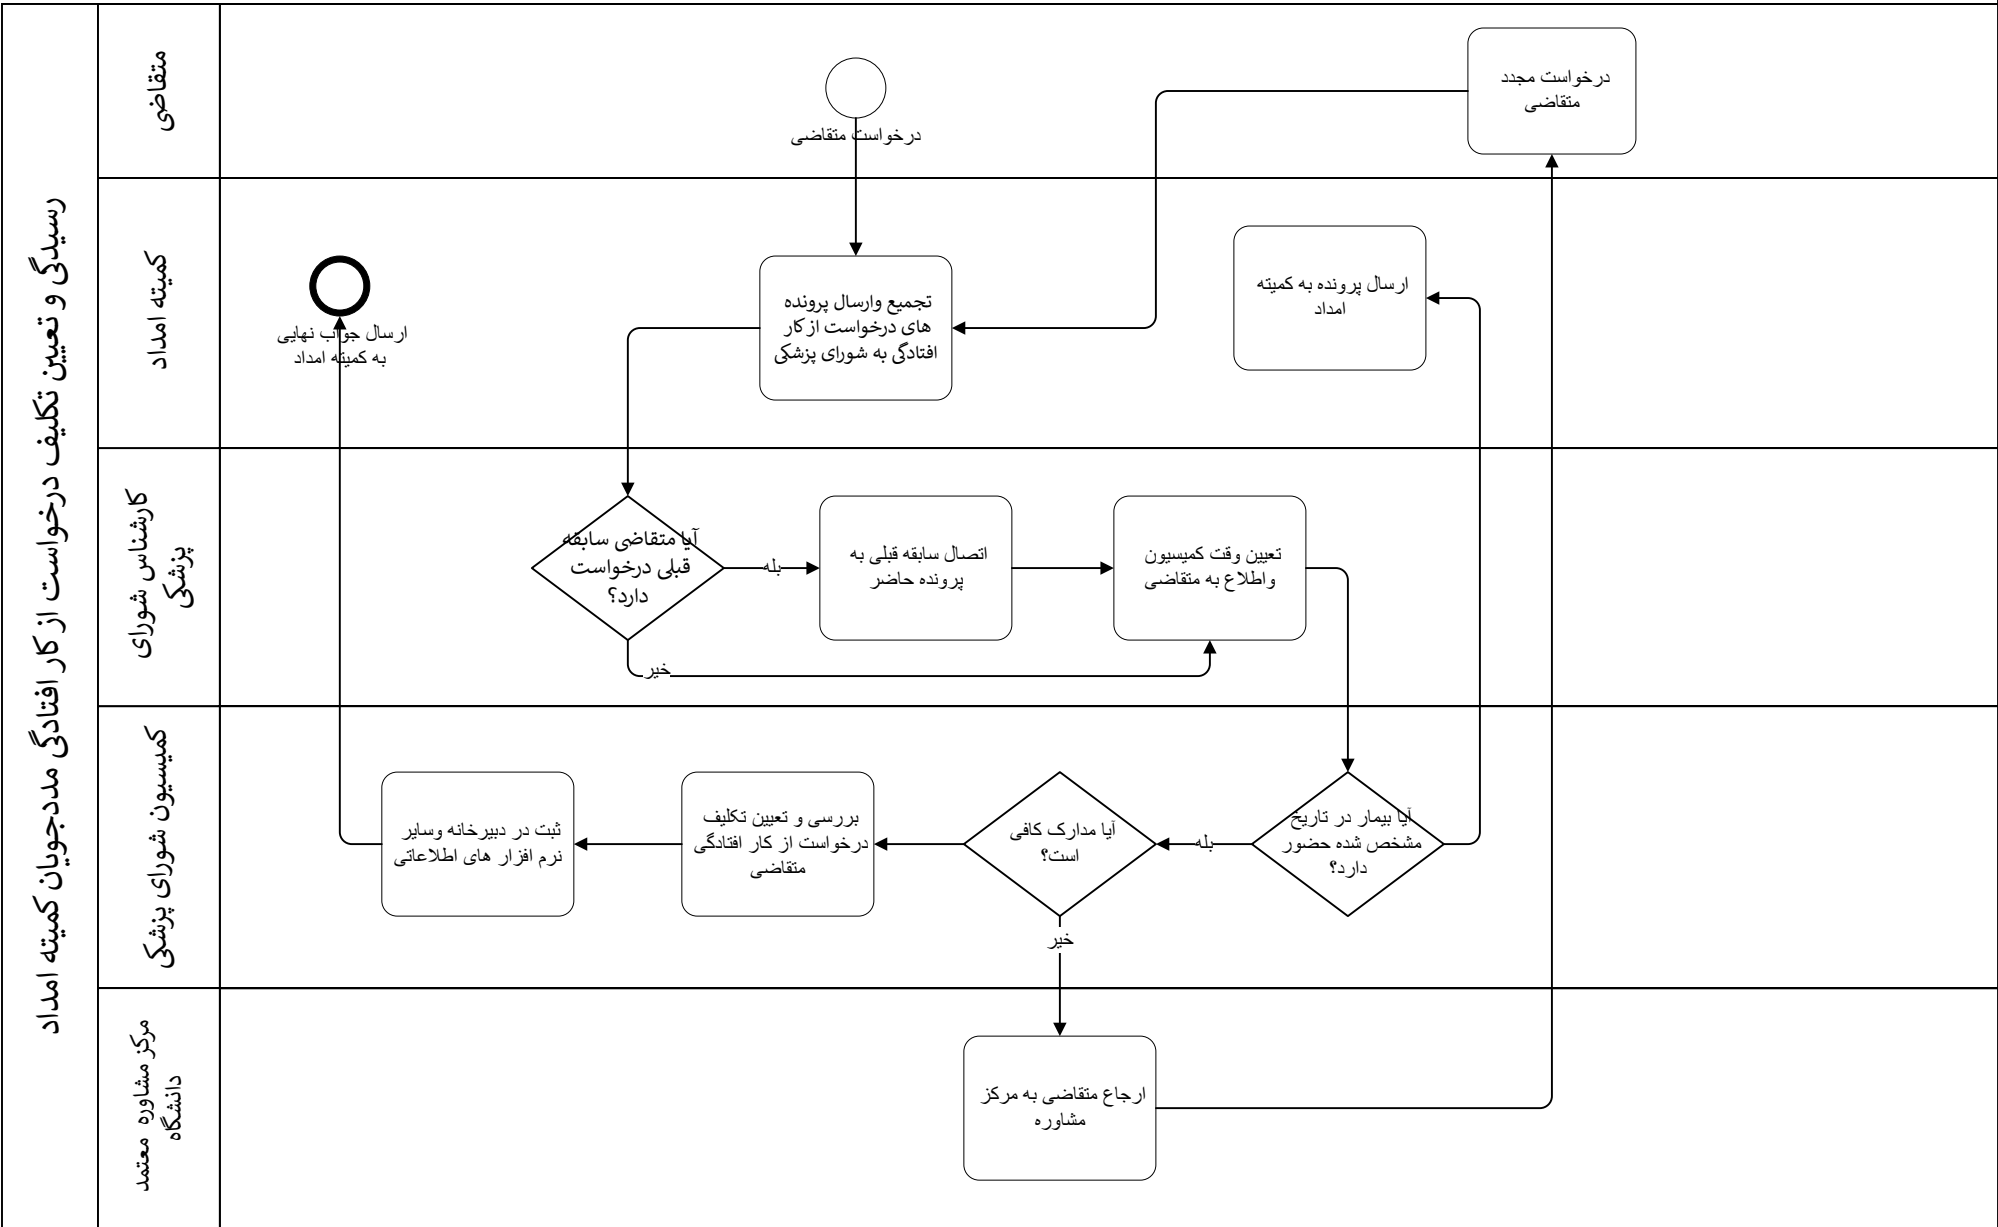 رسیدگی و تعیین تکلیف درخواست از کار افتادگی مددجویان کمیته امداد
متقاضی
درخواست متقاضی
درخواست مجدد
متقاضی
کمیته امداد
ارسال جواب نهایی
به کمیته امداد
تجمیع وارسال پرونده
های درخواست ازکار
افتادگی به شورای پزشکی
ارسال پرونده به کمیته
امداد
کارشناس شورای
پزشکی
آیا متقاضی سابقه
قبلی درخواست
دارد؟
بله
خیر
اتصال سابقه قبلی به
پرونده حاضر
تعیین وقت کمیسیون
واطلاع به متقاضی
کمیسیون شورای پزشکی
آیا بیمار در تاریخ
مشخص شده حضور
دارد؟
بله
آیا مدارک کافی
است؟
خیر
بررسی و تعیین تکلیف
درخواست از کار افتادگی
متقاضی
ثبت در دبیرخانه وسایر
نرم افزار های اطلاعاتی
مرکز مشاوره معتمد
دانشگاه
ارجاع متقاضی به مرکز
مشاوره